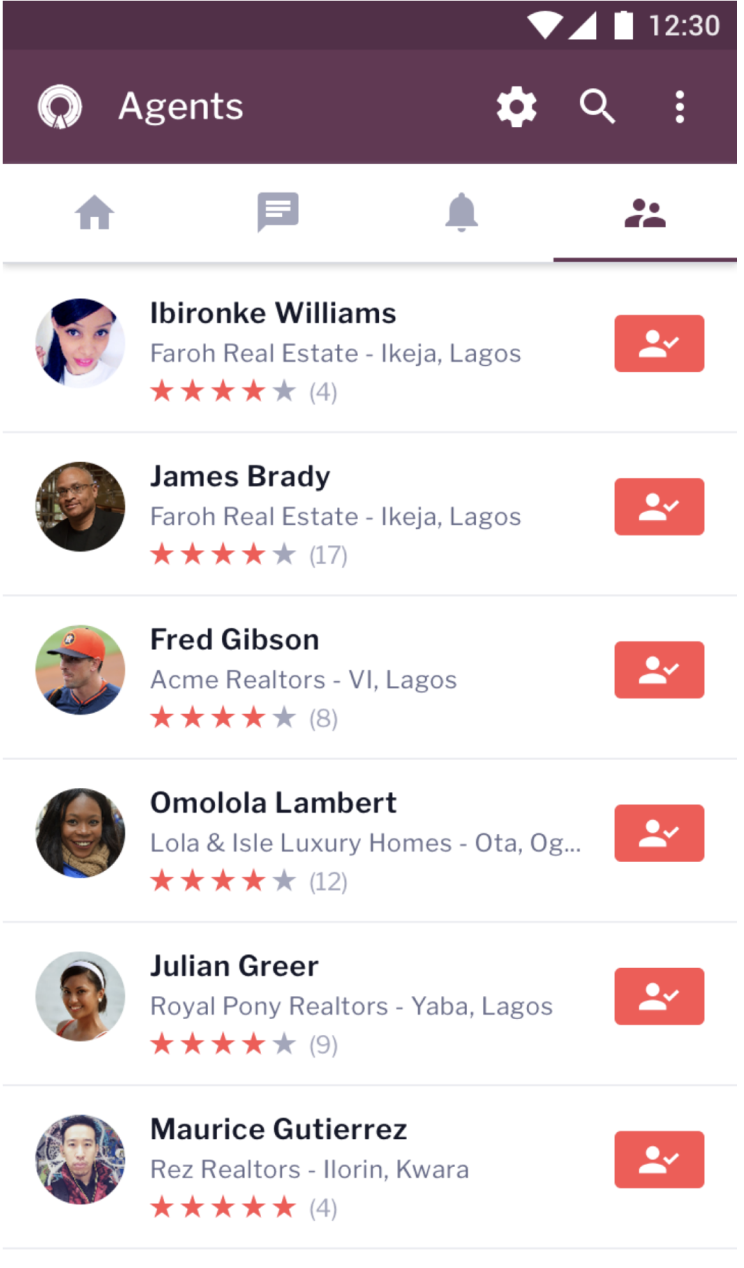 12:30
Agents
Ibironke Williams
Faroh Real Estate - Ikeja, Lagos
(4)
James Brady
Faroh Real Estate - Ikeja, Lagos
(17)
Fred Gibson
Acme Realtors - VI, Lagos
(8)
Omolola Lambert
Lola & Isle Luxury Homes - Ota, Og...
(12)
Julian Greer
Royal Pony Realtors - Yaba, Lagos
(9)
Maurice Gutierrez
Rez Realtors - Ilorin, Kwara
(4)